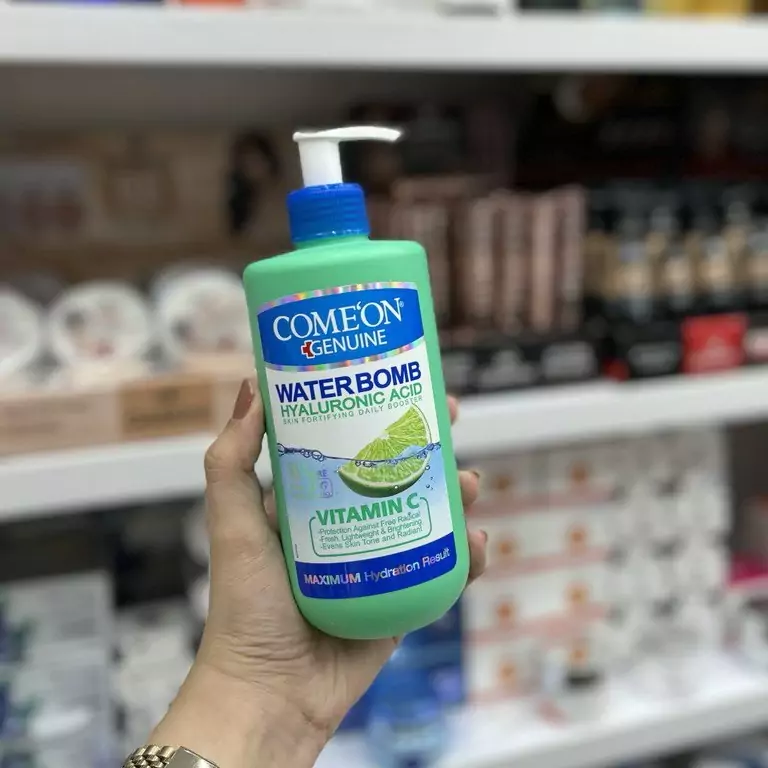 COME'ON®
GENUINE
WATER BOMB
HYALURONIC ACID
SKIN FORTIFYING DAILY BOOSTER
VITAMIN C
-Protection Against Free Radical
-Fresh, Lightweight & Brightening
-Evens Skin Tone and Radiant
MAXIMUM Hydration Result